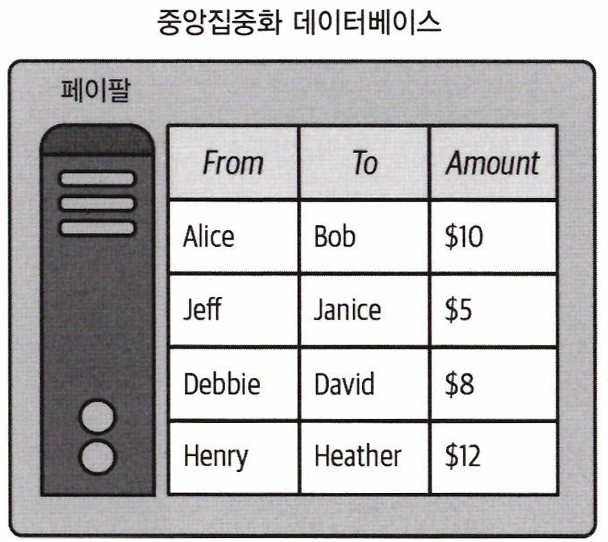 중앙집중화 데이터베이스
페이팔
From To Amount
Alice Bob $10
Jeff Janice $5
Debbie David $8
Henry Heather $12